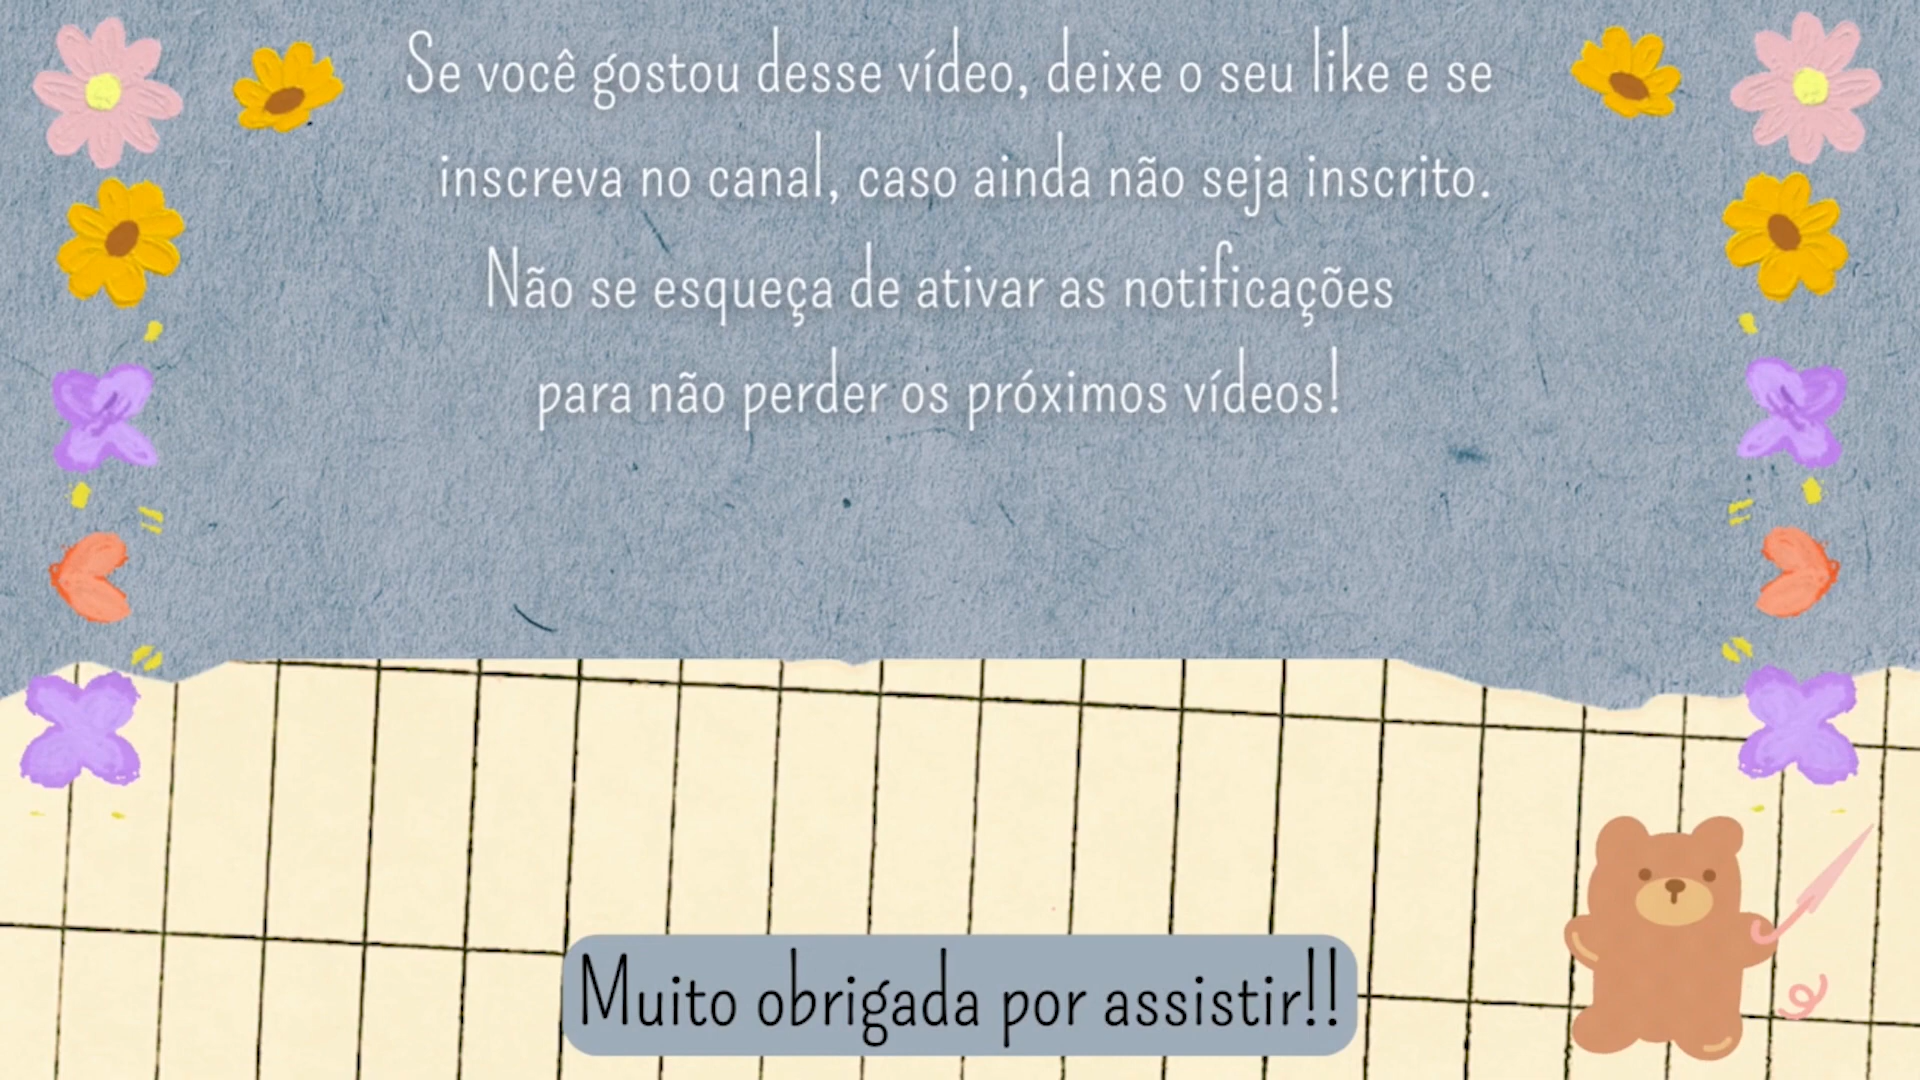 Se você gostou desse vídeo, deixe o seu like e se
inscreva no canal, caso ainda não seja inscrito.
Não se esqueça de ativar as notificações
para não perder os próximos vídeos!
Muito obrigada por assistir!!